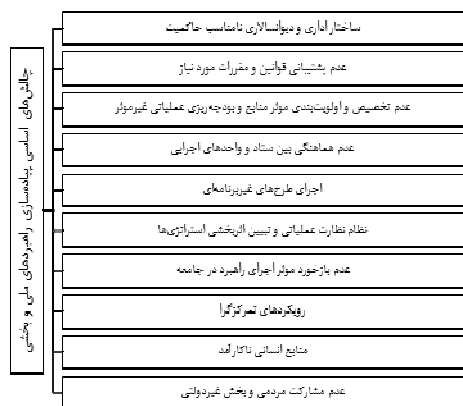 چالش‌های اساسی پیاده‌سازی راهبردهای ملی و بخشی
ساختار اداری و دیوانسالاری نامناسب حاکمیت
عدم پشتیبانی قوانین و مقررات مورد نیاز
عدم تخصیص و اولویت‌بندی موثر منابع و بودجه‌ریزی عملیاتی غیرموثر
عدم هماهنگی بین ستاد و واحدهای اجرایی
اجرای طرح‌های غیربرنامه‌ای
نظام نظارت عملیاتی و تبیین اثربخشی استراتژی‌ها
عدم بازخورد موثر اجرای راهبرد در جامعه
رویکردهای تمرکزگرا
منابع انسانی ناکارآمد
عدم مشارکت مردمی و بخش غیردولتی